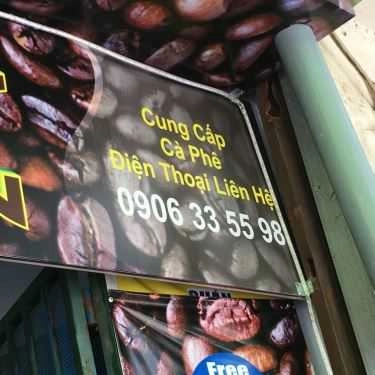 Cung Cấp
Cà Phê
Điện Thoại Liên Hệ
0906 33 55 98
Free